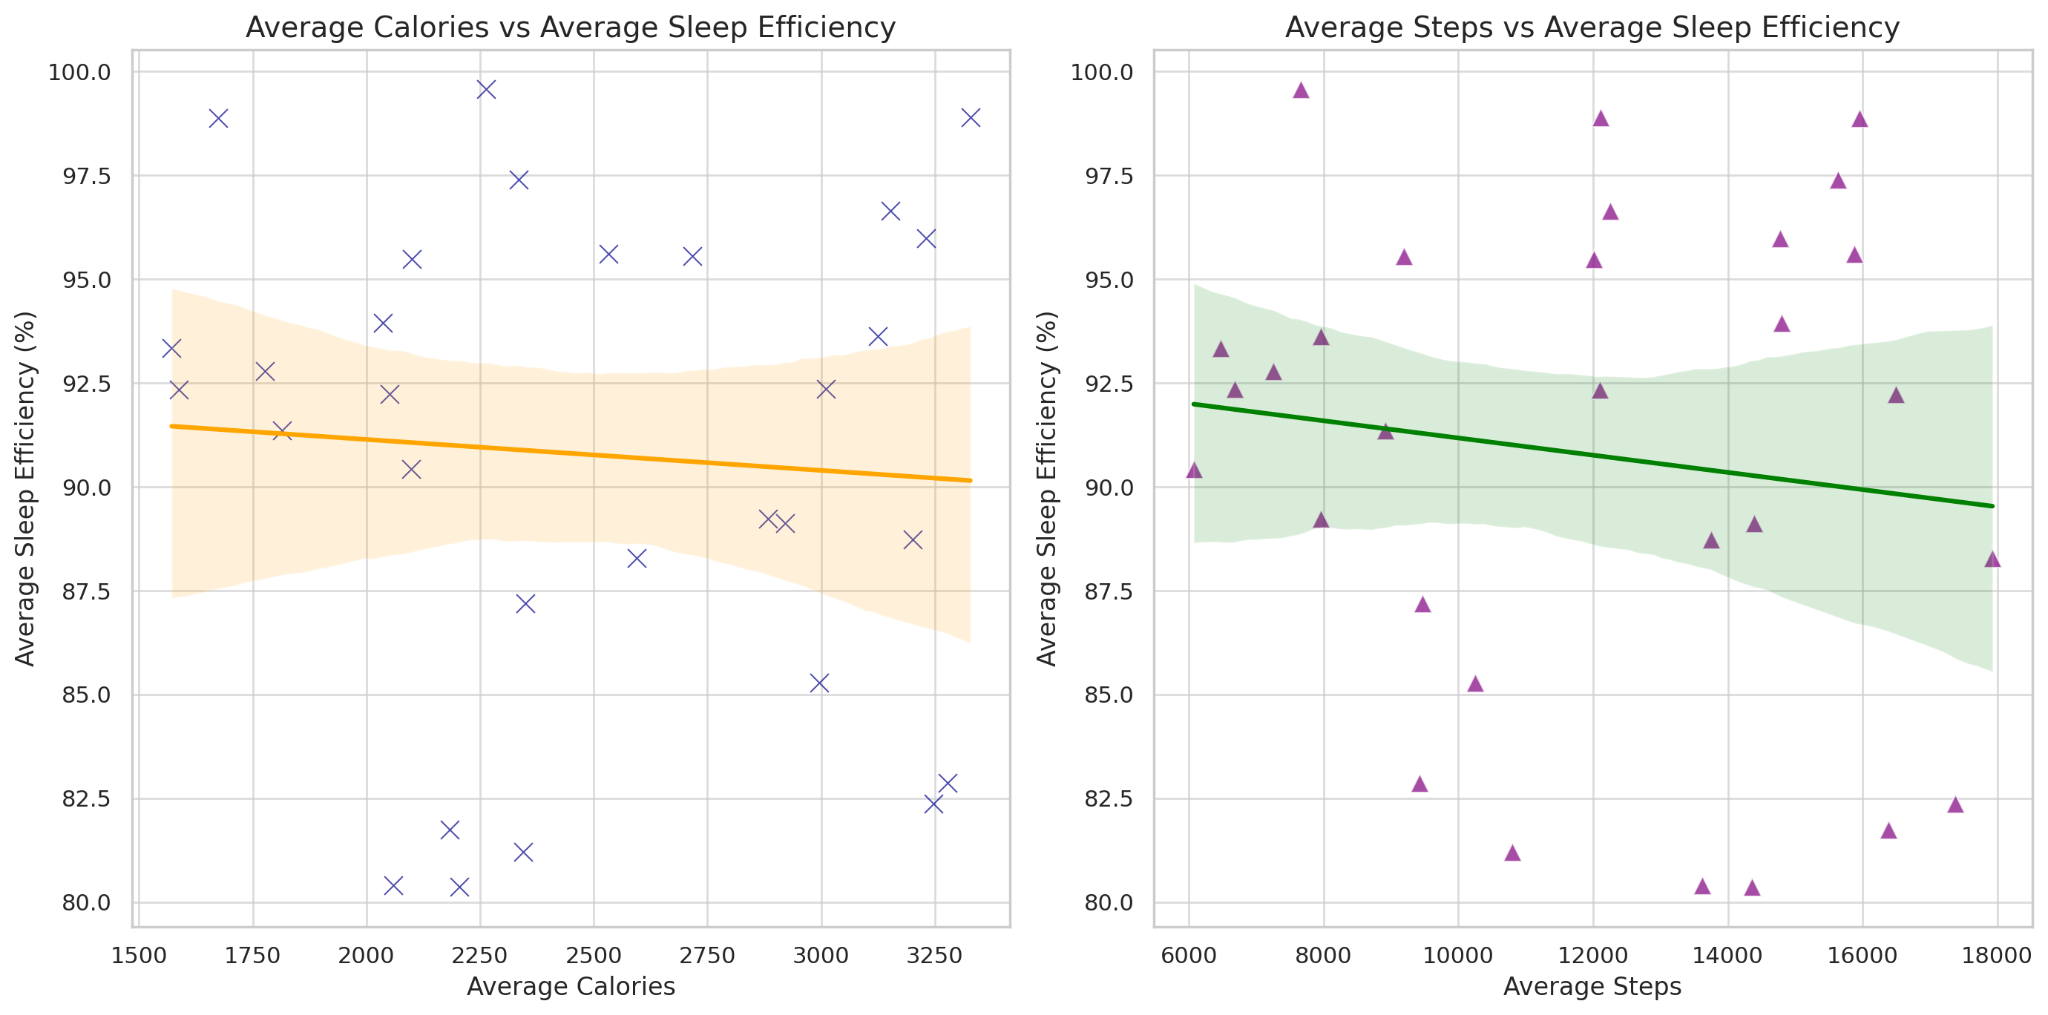 Average Calories vs Average Sleep Efficiency
Average Sleep Efficiency (%)
100.0
97.5
95.0
92.5
90.0
87.5
85.0
82.5
80.0
1500 1750 2000 2250 2500 2750 3000 3250
Average Calories
Average Steps vs Average Sleep Efficiency
Average Sleep Efficiency (%)
100.0
97.5
95.0
92.5
90.0
87.5
85.0
82.5
80.0
6000 8000 10000 12000 14000 16000 18000
Average Steps